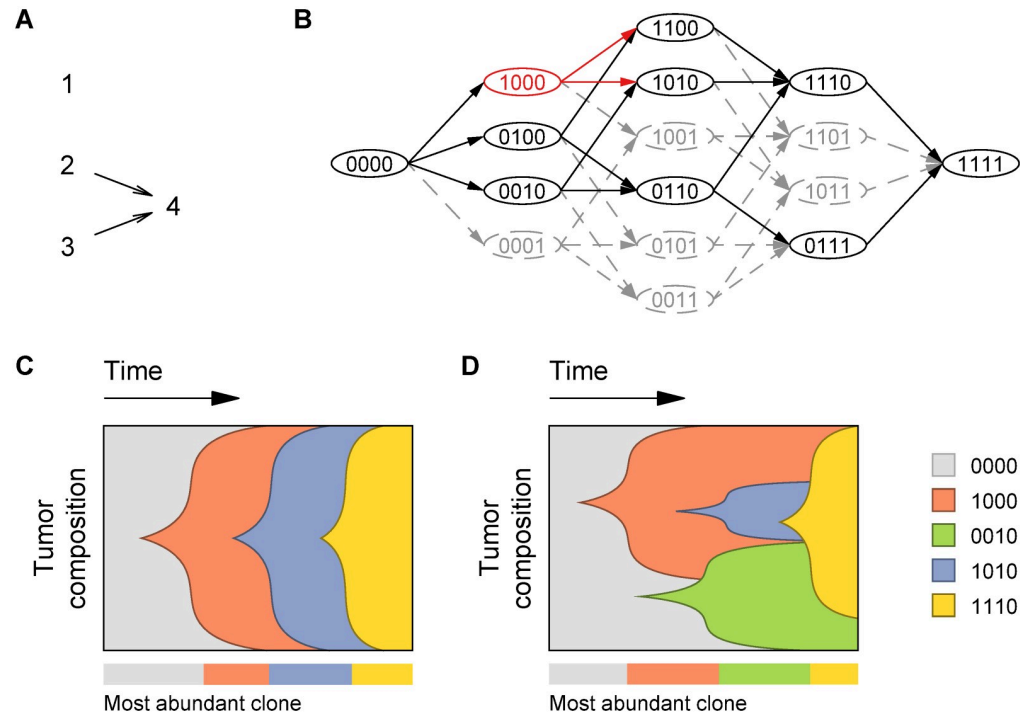 A
1
2
3
4
B
0000
1000
0100
0010
0001
1100
1010
1001
0110
0101
0011
1110
1101
1011
0111
1111
C
Time
Tumor
composition
Most abundant clone
D
Time
Tumor
composition
Most abundant clone
0000
1000
0010
1010
1110